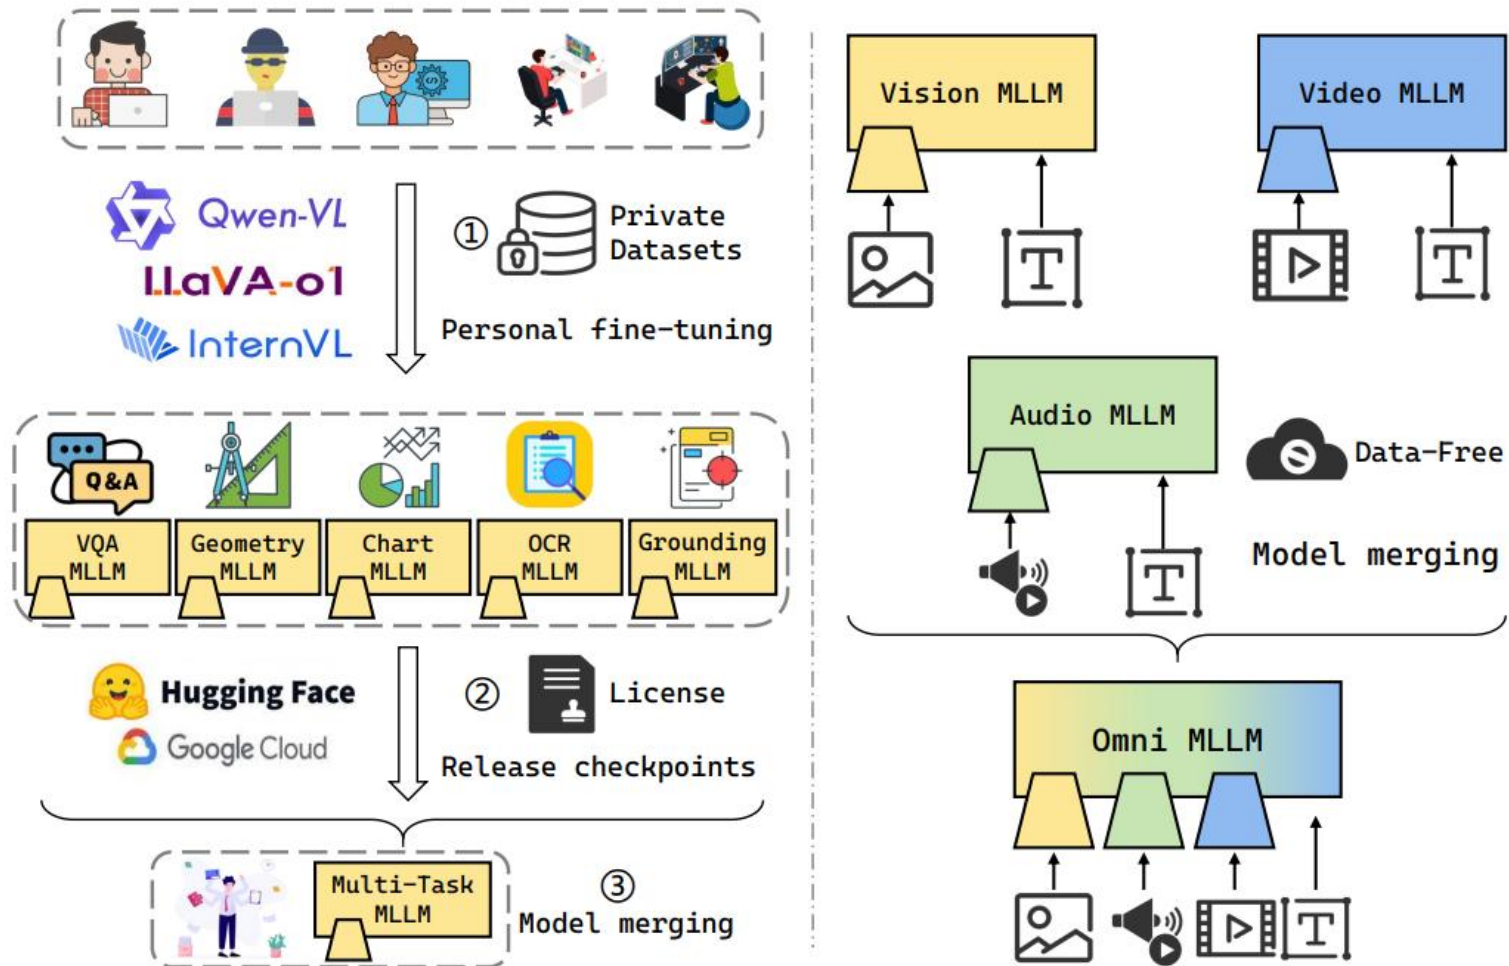 Qwen-VL
LLaVA-o1
InternVL
①
Private
Datasets
Personal fine-tuning
Q&A
VQA
MLLM
Geometry
MLLM
Chart
MLLM
OCR
MLLM
Grounding
MLLM
Hugging Face
Google Cloud
②
License
Release checkpoints
Multi-Task
MLLM
③
Model merging
Vision MLLM
Video MLLM
T
T
Audio MLLM
Data-Free
T
Model merging
Omni MLLM
T